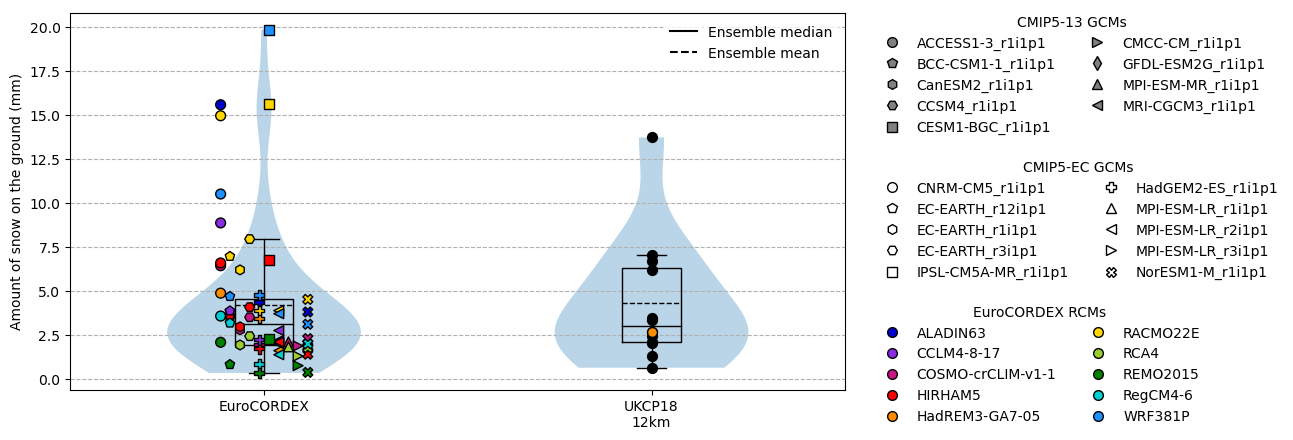 Amount of snow on the ground (mm)
20.0
17.5
15.0
12.5
10.0
7.5
5.0
2.5
0.0
EuroCORDEX
UKCP18
12km
Ensemble median
Ensemble mean
CMIP5-13 GCMs
ACCESS1-3_r1i1p1
BCC-CSM1-1_r1i1p1
CanESM2_r1i1p1
CCSM4_r1i1p1
CESM1-BGC_r1i1p1
CMCC-CM_r1i1p1
GFDL-ESM2G_r1i1p1
MPI-ESM-MR_r1i1p1
MRI-CGCM3_r1i1p1
CMIP5-EC GCMs
CNRM-CM5_r1i1p1
EC-EARTH_r12i1p1
EC-EARTH_r1i1p1
EC-EARTH_r3i1p1
IPSL-CM5A-MR_r1i1p1
HadGEM2-ES_r1i1p1
MPI-ESM-LR_r1i1p1
MPI-ESM-LR_r2i1p1
MPI-ESM-LR_r3i1p1
NorESM1-M_r1i1p1
EuroCORDEX RCMs
ALADIN63
CCLM4-8-17
COSMO-crCLIM-v1-1
HIRHAM5
HadREM3-GA7-05
RACMO22E
RCA4
REMO2015
RegCM4-6
WRF381P